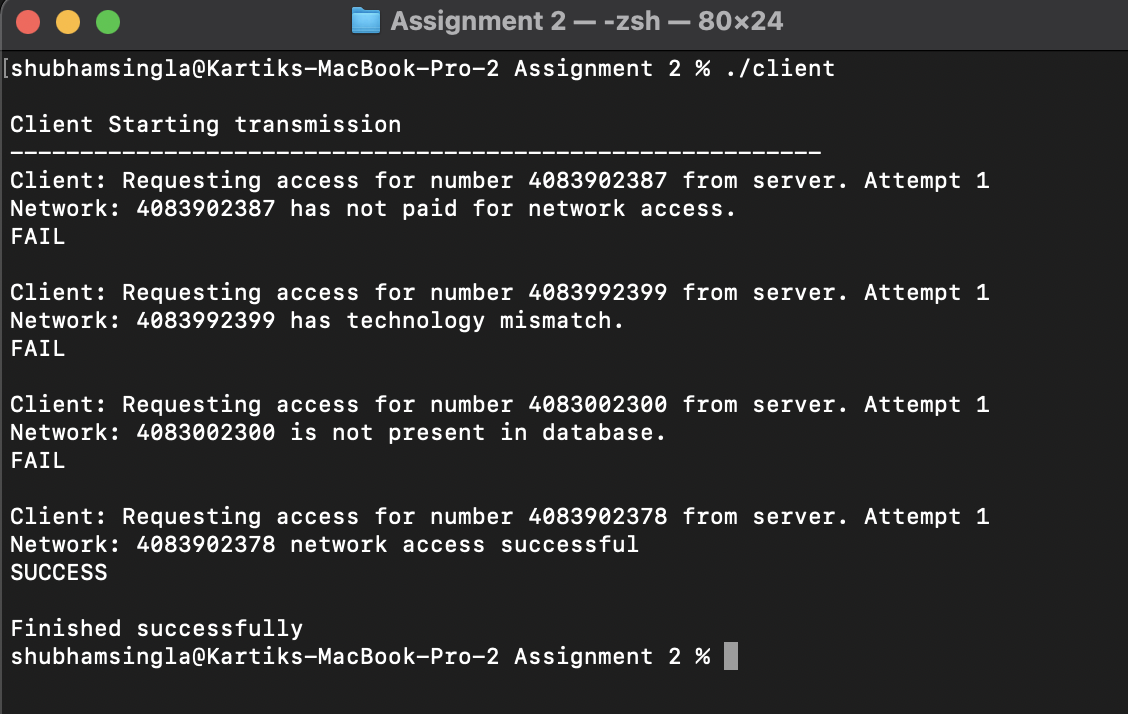 Assignment 2 — -zsh — 80×24
[shubhamsingla@Kartiks-MacBook-Pro-2 Assignment 2 % ./client
Client Starting transmission
----------------------------------------------------------
Client: Requesting access for number 4083902387 from server. Attempt 1
Network: 4083902387 has not paid for network access.
FAIL
Client: Requesting access for number 4083992399 from server. Attempt 1
Network: 4083992399 has technology mismatch.
FAIL
Client: Requesting access for number 4083002300 from server. Attempt 1
Network: 4083002300 is not present in database.
FAIL
Client: Requesting access for number 4083902378 from server. Attempt 1
Network: 4083902378 network access successful
SUCCESS
Finished successfully
shubhamsingla@Kartiks-MacBook-Pro-2 Assignment 2 %